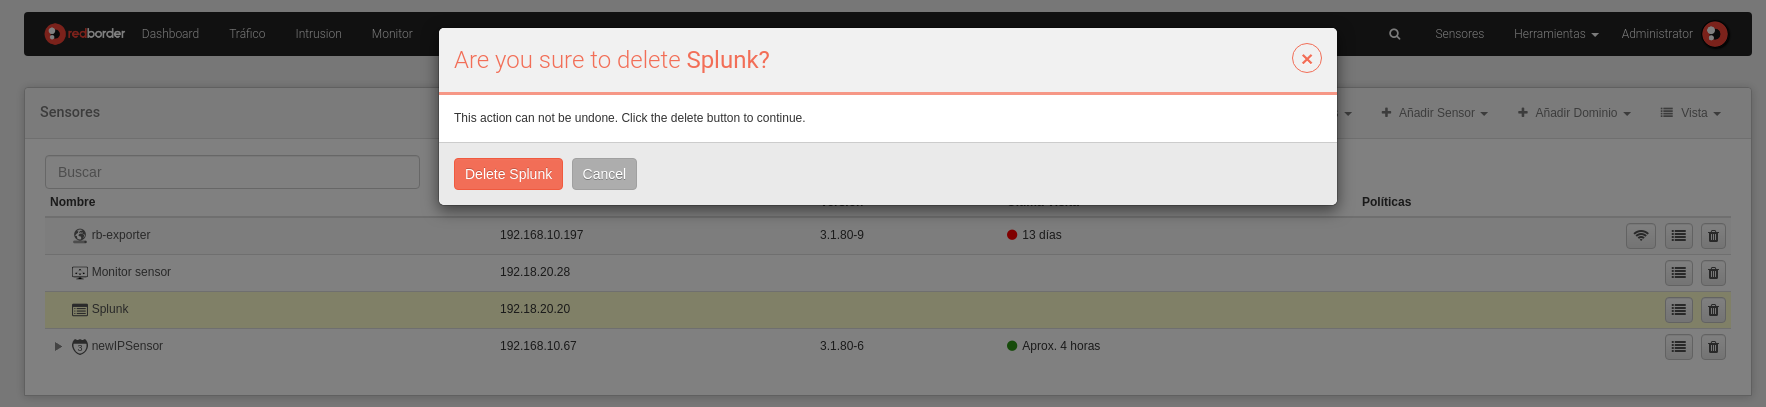 redborder Dashboard Tráfico Intrusion Monitor Sensores Herramientas Administrator
Are you sure to delete Splunk?
This action can not be undone. Click the delete button to continue.
Delete Splunk Cancel
Sensores Añadir Sensor Añadir Dominio Vista
Buscar
Nombre Políticas
rb-exporter 192.168.10.197 3.1.80-9 13 días
Monitor sensor 192.18.20.28
Splunk 192.18.20.20
3 newIPSensor 192.168.10.67 3.1.80-6 Aprox. 4 horas